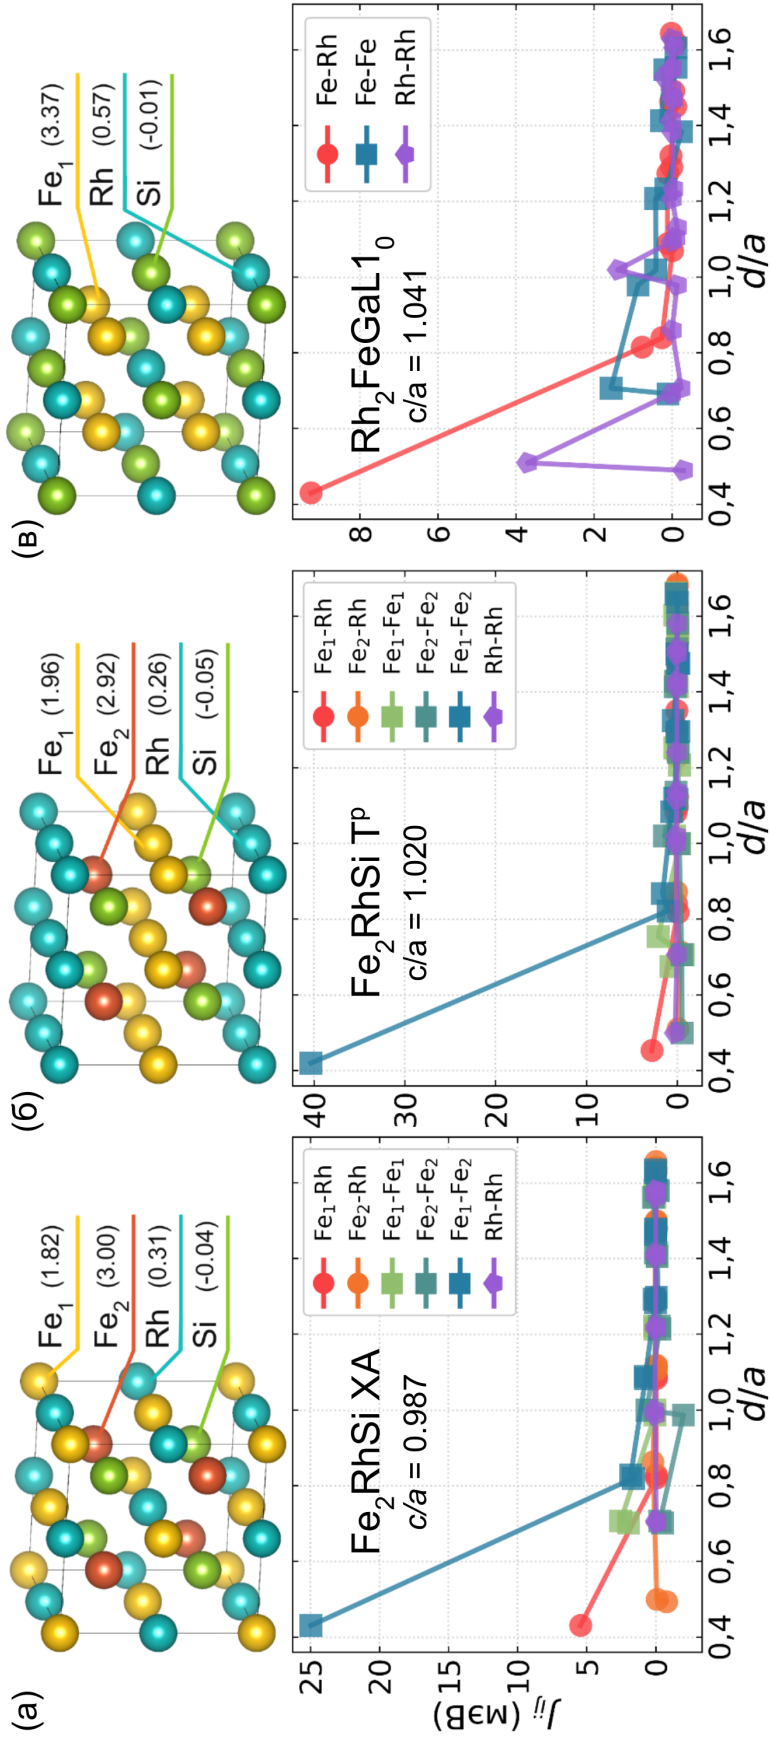 (а)
Fe₁ (1.82)
Fe₂ (3.00)
Rh (0.31)
Si (-0.04)
Fe₂RhSi XA
c/a = 0.987
Fe₁-Rh
Fe₂-Rh
Fe₁-Fe₁
Fe₂-Fe₂
Fe₁-Fe₂
Rh-Rh
J_ij (мэВ)
25
20
15
10
5
0
0,4 0,6 0,8 1,0 1,2 1,4 1,6
d/a
(б)
Fe₁ (1.96)
Fe₂ (2.92)
Rh (0.26)
Si (-0.05)
Fe₂RhSi Tᵖ
c/a = 1.020
Fe₁-Rh
Fe₂-Rh
Fe₁-Fe₁
Fe₂-Fe₂
Fe₁-Fe₂
Rh-Rh
40
30
20
10
0
0,4 0,6 0,8 1,0 1,2 1,4 1,6
d/a
(в)
Fe₁ (3.37)
Rh (0.57)
Si (-0.01)
Rh₂FeGaL1₀
c/a = 1.041
Fe-Rh
Fe-Fe
Rh-Rh
8
6
4
2
0
0,4 0,6 0,8 1,0 1,2 1,4 1,6
d/a